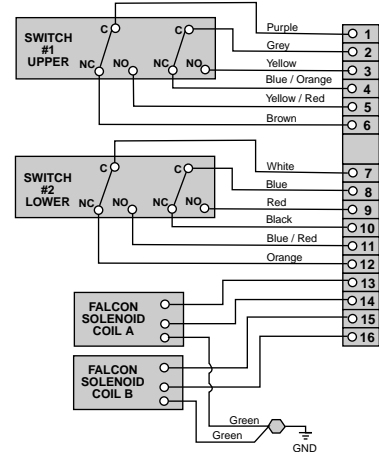 SWITCH
#1
UPPER
C
C
NC
NO
NC
NO
Purple
Grey
Yellow
Blue / Orange
Yellow / Red
Brown
1
2
3
4
5
6
SWITCH
#2
LOWER
C
C
NC
NO
NC
NO
White
Blue
Red
Black
Blue / Red
Orange
7
8
9
10
11
12
13
14
15
16
FALCON
SOLENOID
COIL A
FALCON
SOLENOID
COIL B
Green
Green
GND